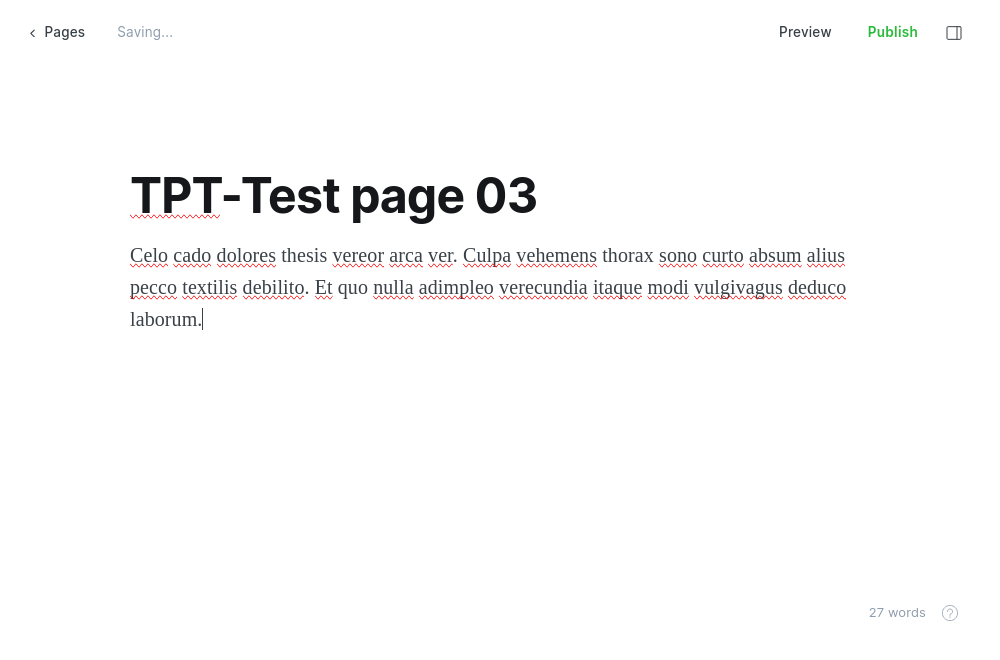 Pages
Saving...
Preview
Publish
TPT-Test page 03
Celo cado dolores thesis vereor arca ver. Culpa vehemens thorax sono curto absum alius
pecco textilis debilito. Et quo nulla adimpleo verecundia itaque modi vulgivagus deduco
laborum.
27 words
?